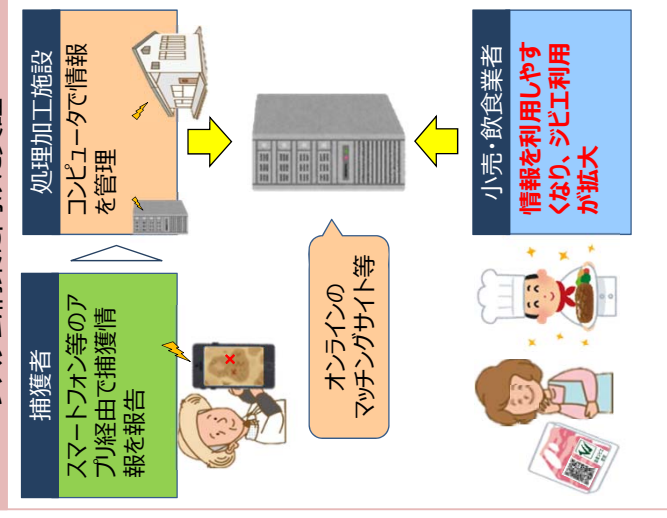 捕獲者
スマートフォン等のア
プリ経由で捕獲情
報を報告
処理加工施設
コンピュータで情報
を管理
オンラインの
マッチングサイト等
小売・飲食業者
情報を利用しやす
くなり、ジビエ利用
が拡大